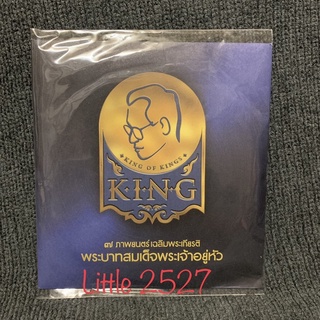 KING OF KINGS
KING
๗ ภาพยนตร์เฉลิมพระเกียรติ
พระบาทสมเด็จพระเจ้าอยู่หัว
Little 2527